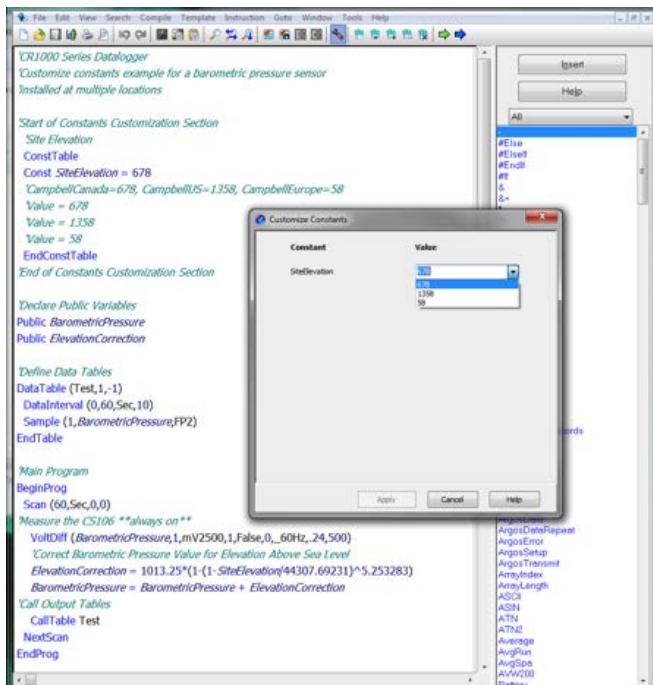 File Edit View Search Compile Template Instruction Goto Window Tools Help
'CR1000 Series Datalogger
'Customize constants example for a barometric pressure sensor
'Installed at multiple locations
'Start of Constants Customization Section
'Site Elevation
ConstTable
Const SiteElevation = 678
'CampbellCanada=678, CampbellUS=1358, CampbellEurope=58
'Value = 678
'Value = 1358
'Value = 58
EndConstTable
'End of Constants Customization Section
'Declare Public Variables
Public BarometricPressure
Public ElevationCorrection
'Define Data Tables
DataTable (Test,1,-1)
DataInterval (0,60,Sec,10)
Sample (1,BarometricPressure,FP2)
EndTable
'Main Program
BeginProg
Scan (60,Sec,0,0)
'Measure the CS106 **always on**
VoltDiff (BarometricPressure,1,mV2500,1,False,0,_60Hz,.24,500)
'Correct Barometric Pressure Value for Elevation Above Sea Level
ElevationCorrection = 1013.25*(1-(1-SiteElevation/44307.69231)^5.253283)
BarometricPressure = BarometricPressure + ElevationCorrection
'Call Output Tables
CallTable Test
NextScan
EndProg
Customize Constants
Constant Value
SiteElevation 678
678
1358
58
Apply Cancel Help
Insert
Help
All
-
#Else
#ElseIf
#EndIf
#If
&
&=
ords
ArgosData
ArgosDataRepeat
ArgosError
ArgosSetup
ArgosTransmit
ArrayIndex
ArrayLength
ASCII
ASIN
ATN
ATN2
Average
AvgRun
AvgSpa
AVW200
Battery